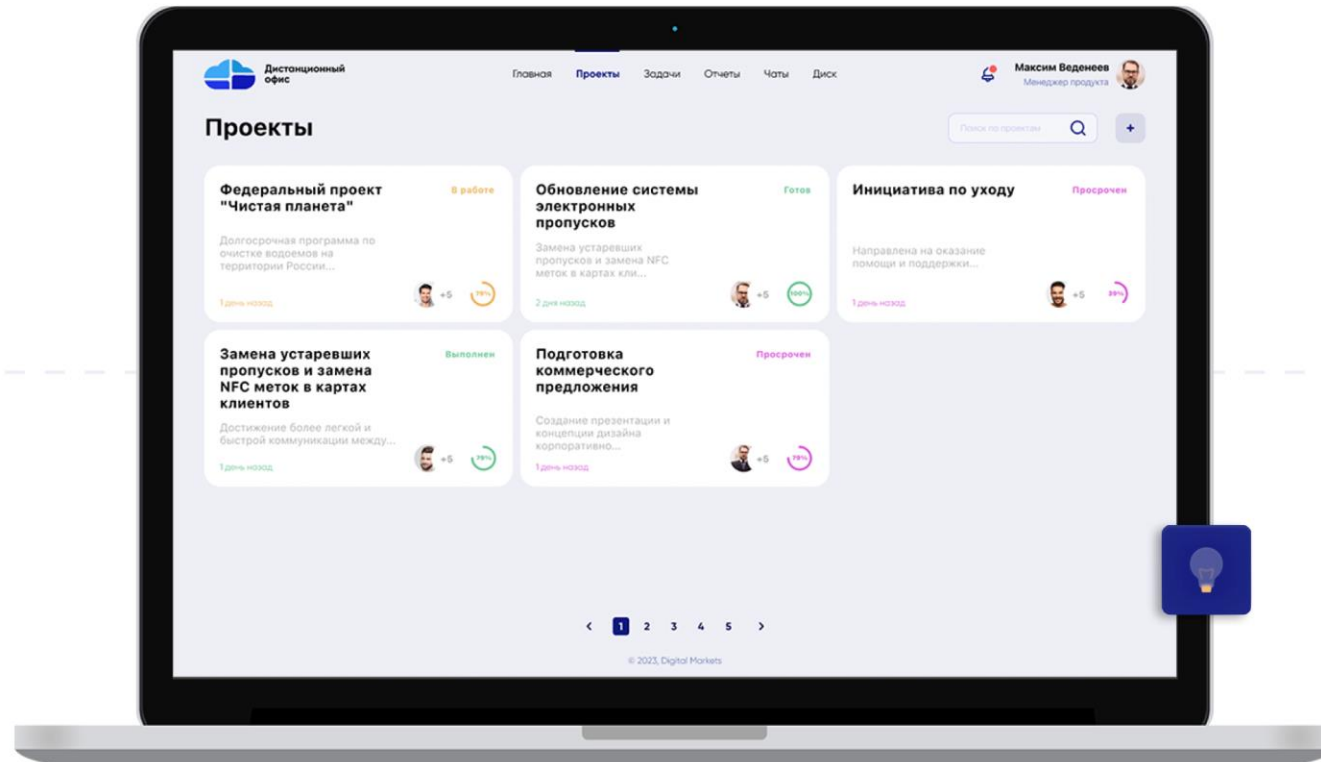 Дистанционный
офис
Главная Проекты Задачи Отчеты Чаты Диск
Максим Веденеев
Менеджер продукта
Проекты
Поиск по проектам
+
Федеральный проект
"Чистая планета"
В работе
Долгосрочная программа по
очистке водоемов на
территории России...
1 день назад
+5
79%
Обновление системы
электронных
пропусков
Готов
Замена устаревших
пропусков и замена NFC
меток в картах кли...
2 дня назад
+5
100%
Инициатива по уходу
Просрочен
Направлена на оказание
помощи и поддержки...
1 день назад
+5
39%
Замена устаревших
пропусков и замена
NFC меток в картах
клиентов
Выполнен
Достижение более легкой и
быстрой коммуникации между...
1 день назад
+5
79%
Подготовка
коммерческого
предложения
Просрочен
Создание презентации и
концепции дизайна
корпоративно...
1 день назад
+5
79%
< 1 2 3 4 5 >
© 2023, Digital Markets